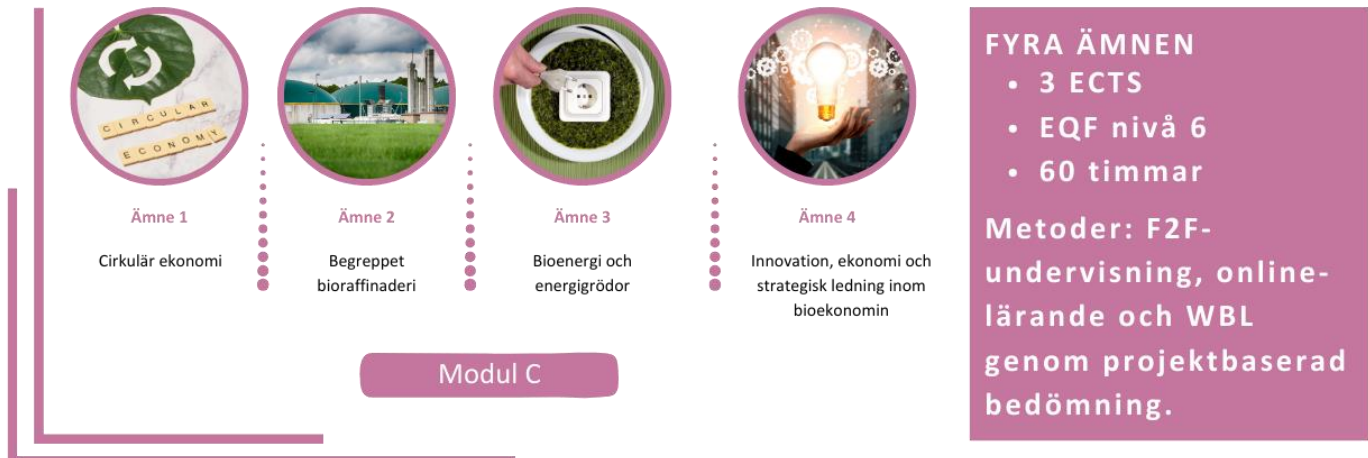 CIRCULAR
ECONOMY
Ämne 1
Cirkulär ekonomi
Ämne 2
Begreppet
bioraffinaderi
Ämne 3
Bioenergi och
energigrödor
Ämne 4
Innovation, ekonomi och
strategisk ledning inom
bioekonomin
Modul C
FYRA ÄMNEN
• 3 ECTS
• EQF nivå 6
• 60 timmar
Metoder: F2F-
undervisning, online-
lärande och WBL
genom projektbaserad
bedömning.